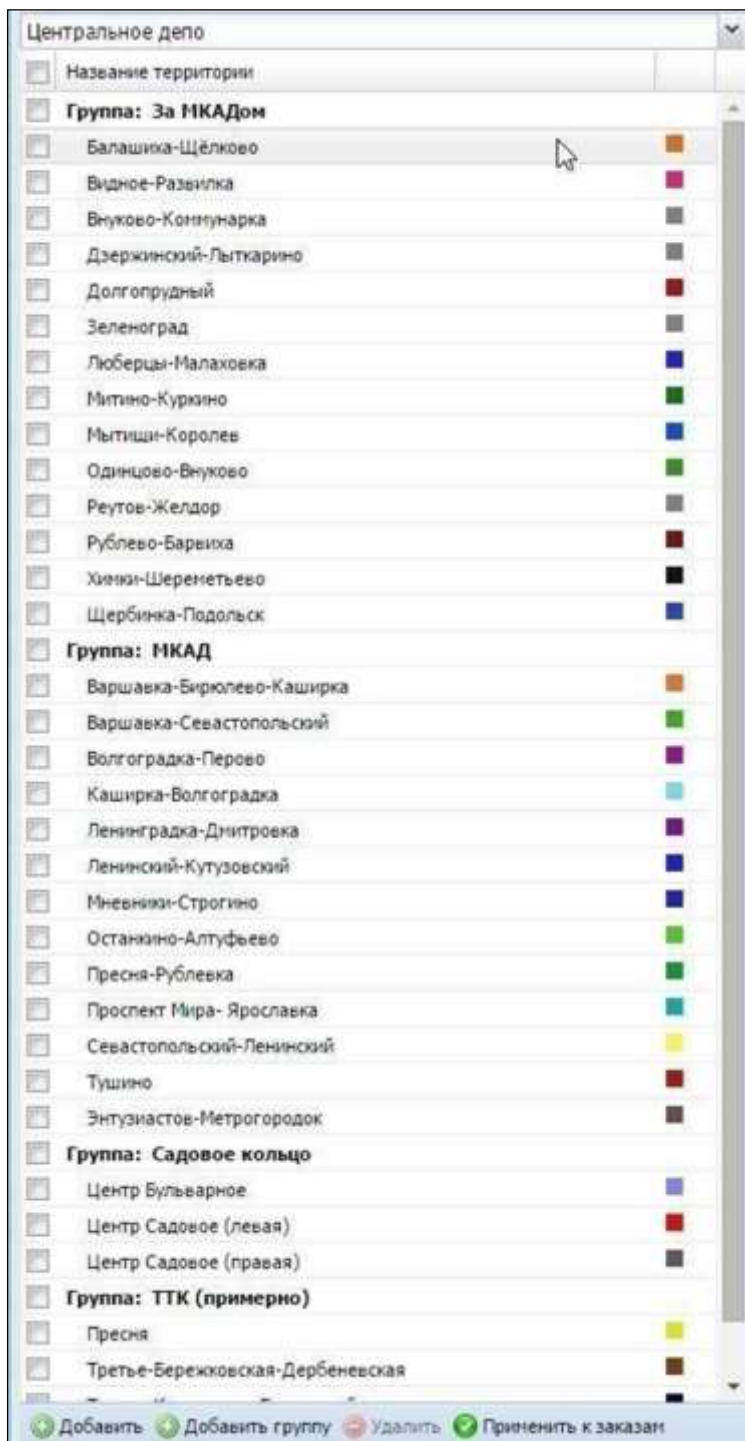 Центральное депо
Название территории
Группа: За МКАДом
Балашиха-Щёлково
Видное-Развилка
Внуково-Коммунарка
Дзержинский-Лыткарино
Долгопрудный
Зеленоград
Люберцы-Малаховка
Митино-Куркино
Мытищи-Королев
Одинцово-Внуково
Реутов-Желдор
Рублево-Барвиха
Химки-Шереметьево
Щербинка-Подольск
Группа: МКАД
Варшавка-Бирюлево-Каширка
Варшавка-Севастопольский
Волгоградка-Перово
Каширка-Волгоградка
Ленинградка-Дмитровка
Ленинский-Кутузовский
Мневники-Строгино
Останкино-Алтуфьево
Пресня-Рублевка
Проспект Мира- Ярославка
Севастопольский-Ленинский
Тушино
Энтузиастов-Метрогородок
Группа: Садовое кольцо
Центр Бульварное
Центр Садовое (левая)
Центр Садовое (правая)
Группа: ТТК (примерно)
Пресня
Третье-Бережковская-Дербеневская
Добавить Добавить группу Удалить Применить к заказам